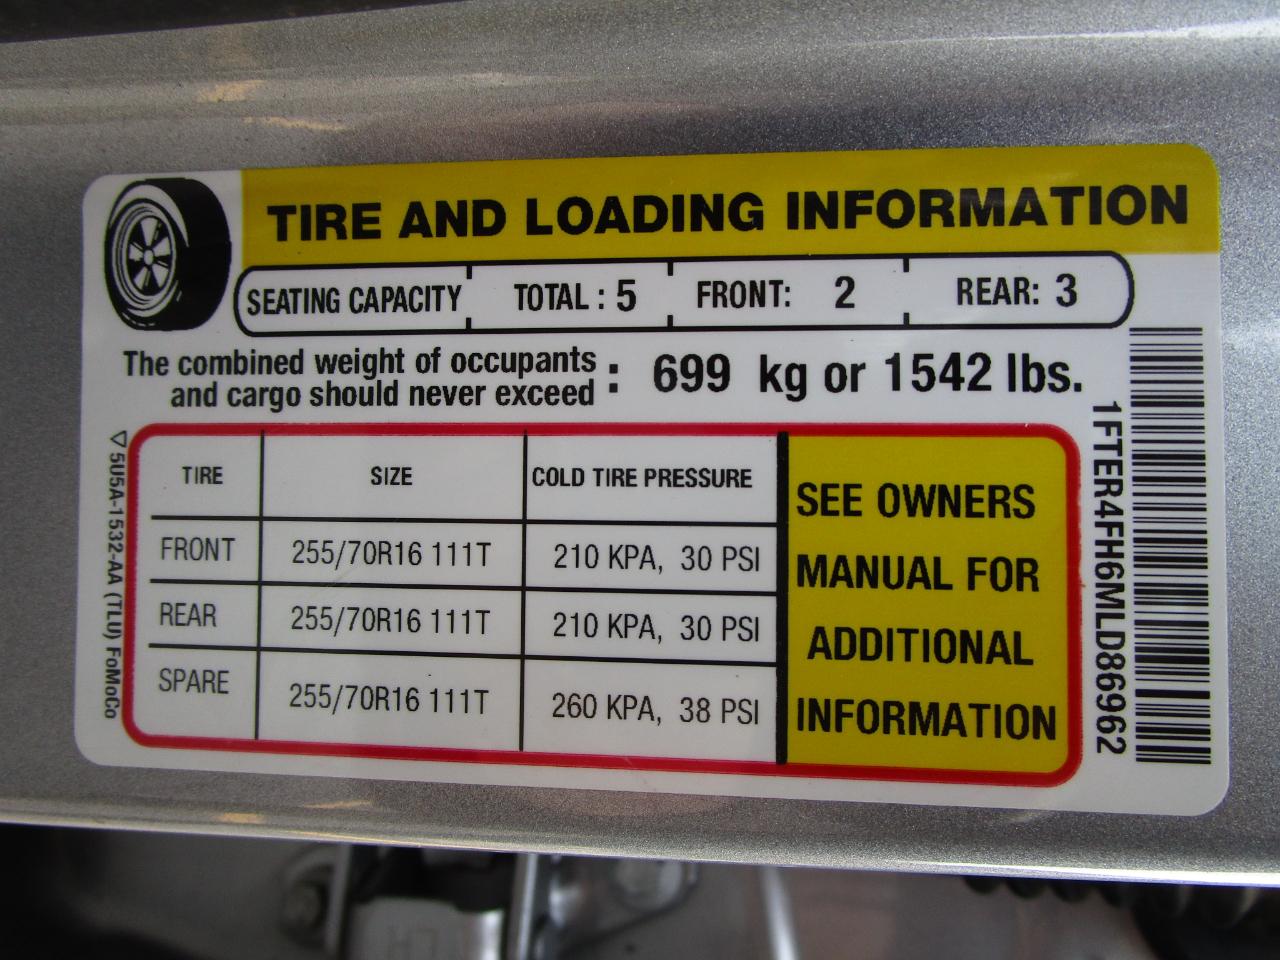 TIRE AND LOADING INFORMATION
SEATING CAPACITY TOTAL : 5 FRONT: 2 REAR: 3
The combined weight of occupants
and cargo should never exceed : 699 kg or 1542 lbs.
TIRE SIZE COLD TIRE PRESSURE
FRONT 255/70R16 111T 210 KPA, 30 PSI
REAR 255/70R16 111T 210 KPA, 30 PSI
SPARE 255/70R16 111T 260 KPA, 38 PSI
SEE OWNERS
MANUAL FOR
ADDITIONAL
INFORMATION
5U5A-1532-AA (TLU) FoMoCo
1FTER4FH6MLD86962